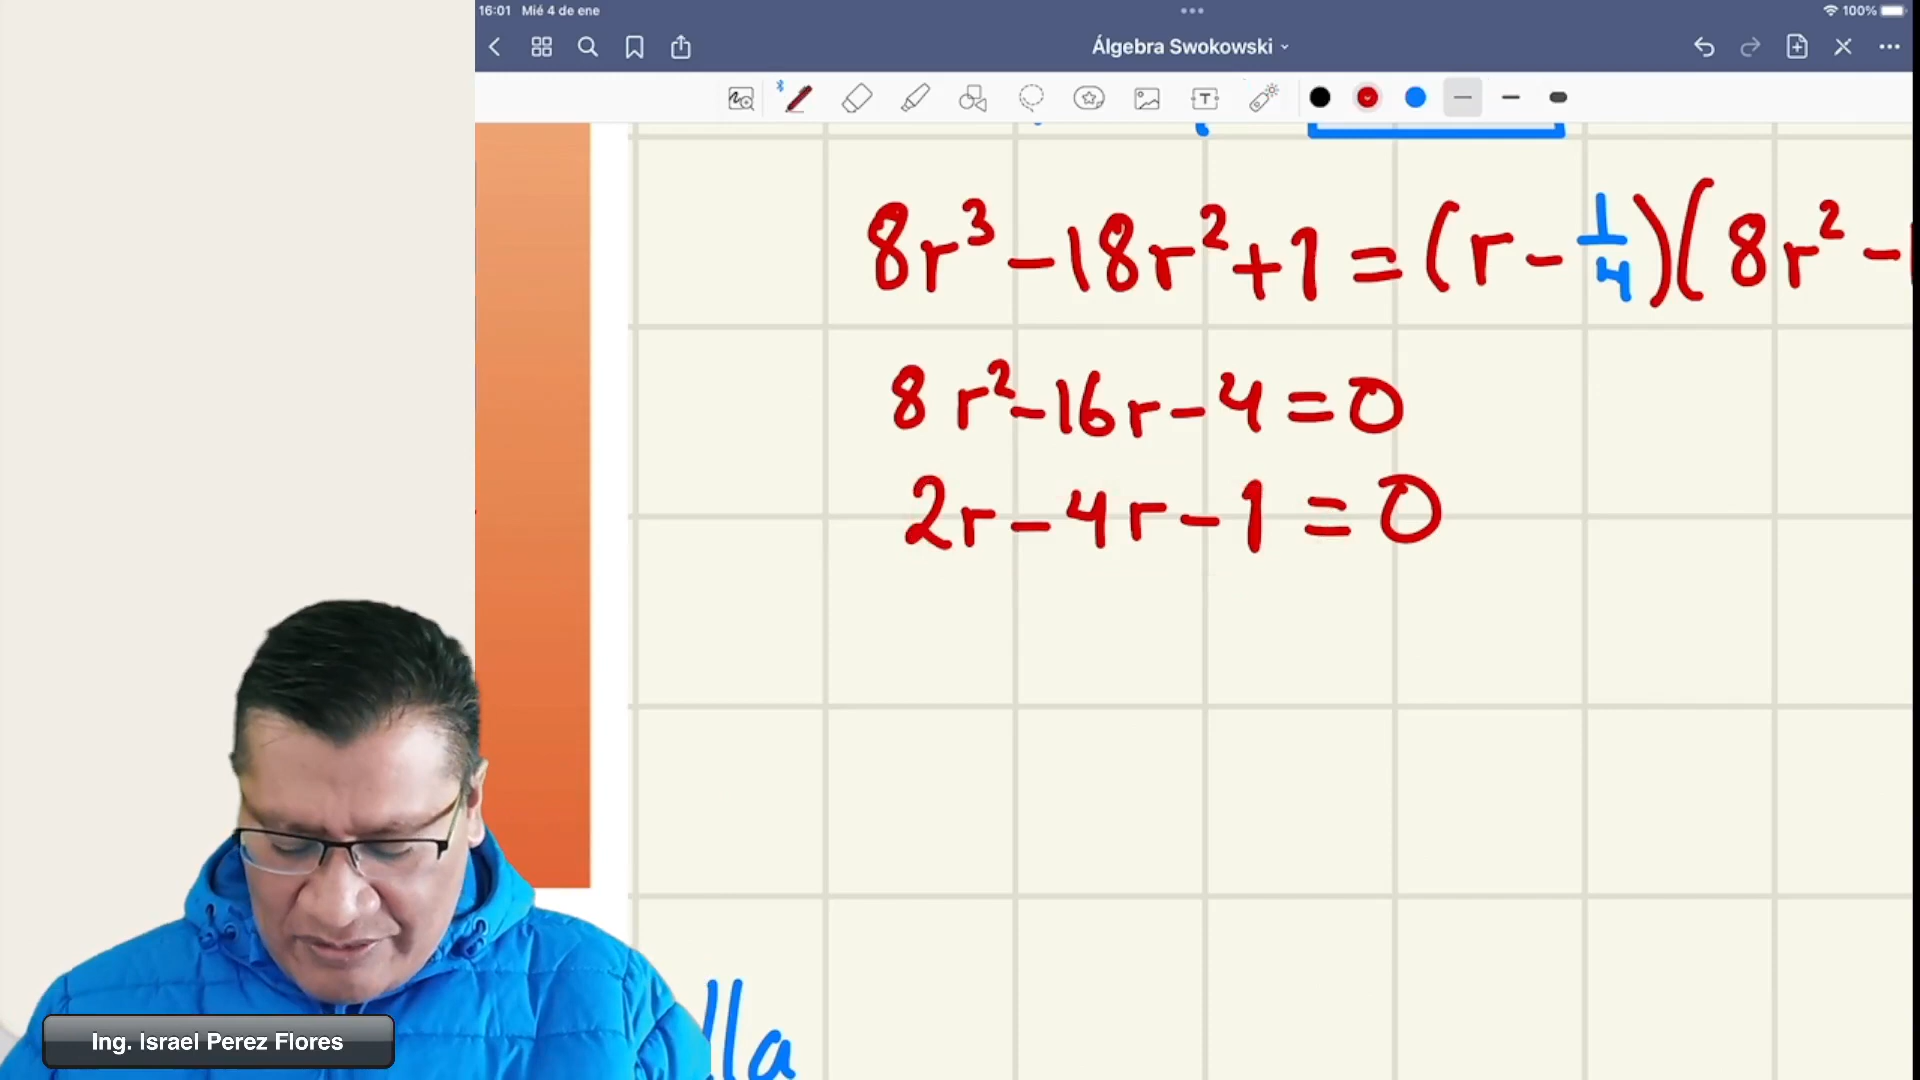 16:01 Mié 4 de ene
100%
Álgebra Swokowski
8r³ - 18r² + 1 = (r - 1/4)(8r² -
8r² - 16r - 4 = 0
2r - 4r - 1 = 0
lla
Ing. Israel Perez Flores